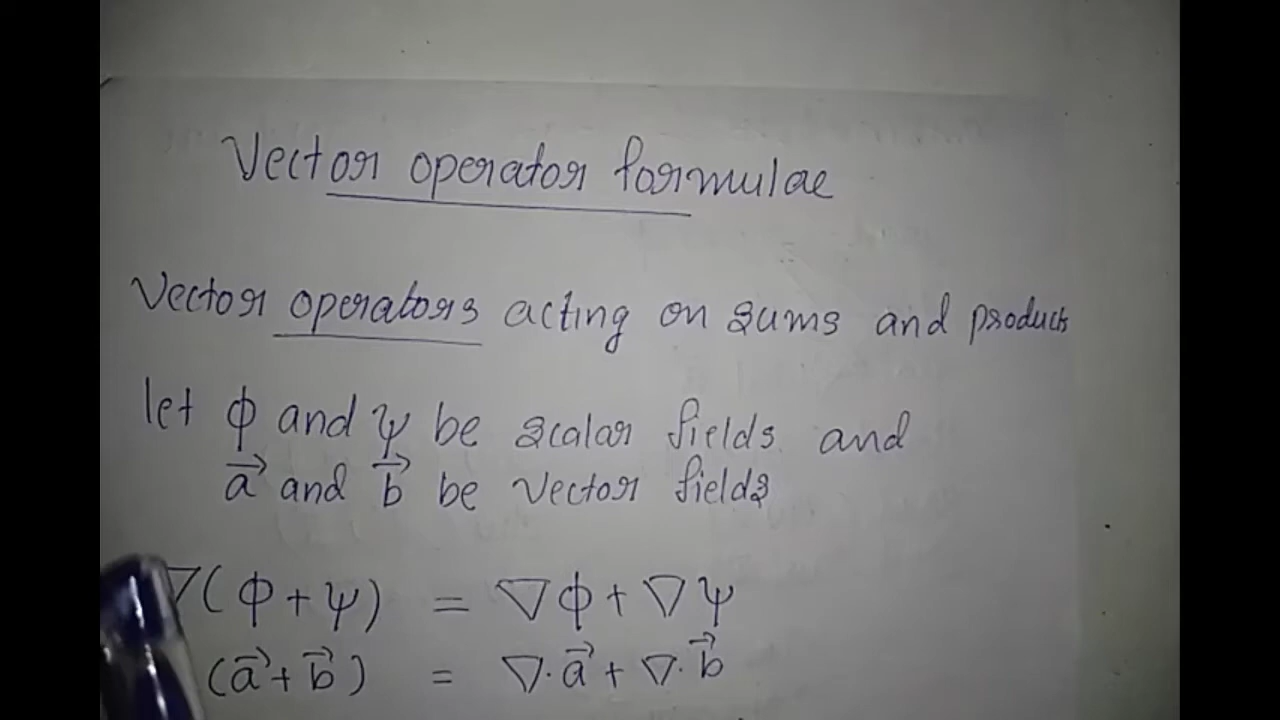 Vector operator formulae
Vector operators acting on sums and products
let ϕ and ψ be scalar fields and
a⃗ and b⃗ be vector fields
∇(ϕ+ψ) = ∇ϕ + ∇ψ
(a⃗+b⃗) = ∇·a⃗ + ∇·b⃗